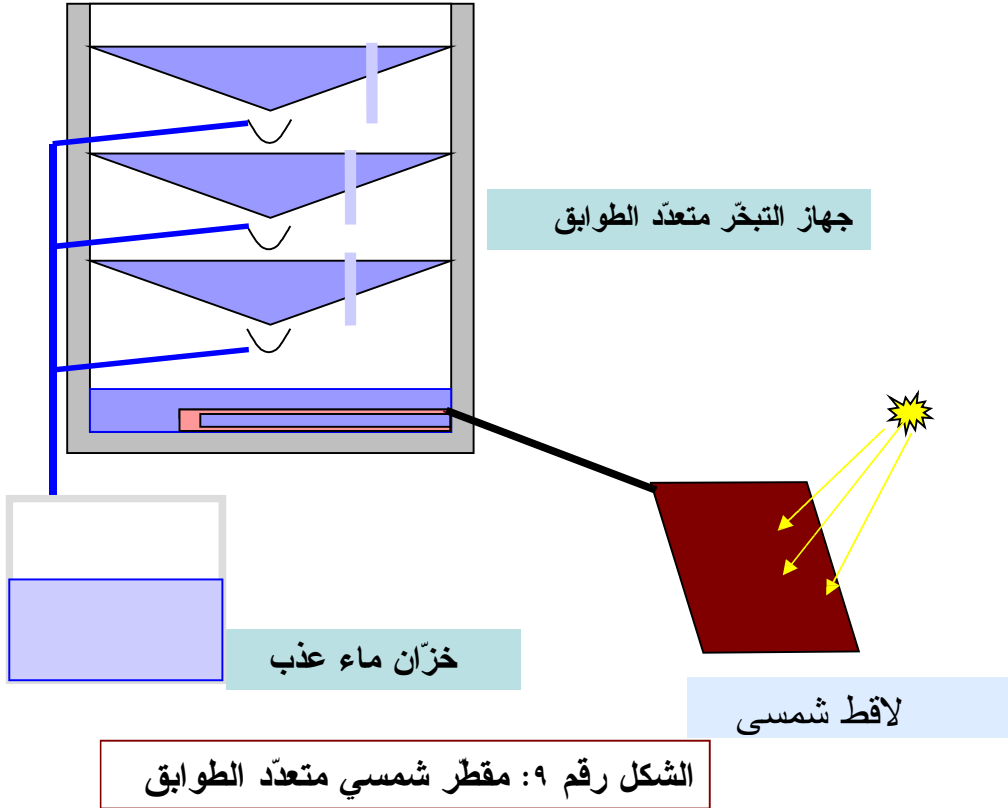 جهاز التبخّر متعدّد الطوابق
خزّان ماء عذب
لاقط شمسي
الشكل رقم ٩: مقطّر شمسي متعدّد الطوابق